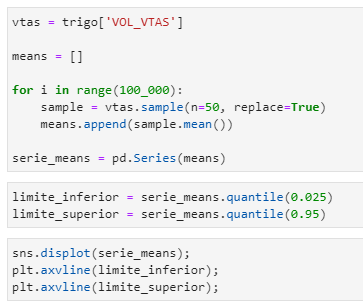 vtas = trigo['VOL_VTAS']
means = []
for i in range(100_000):
    sample = vtas.sample(n=50, replace=True)
    means.append(sample.mean())
serie_means = pd.Series(means)
limite_inferior = serie_means.quantile(0.025)
limite_superior = serie_means.quantile(0.95)
sns.displot(serie_means);
plt.axvline(limite_inferior);
plt.axvline(limite_superior);